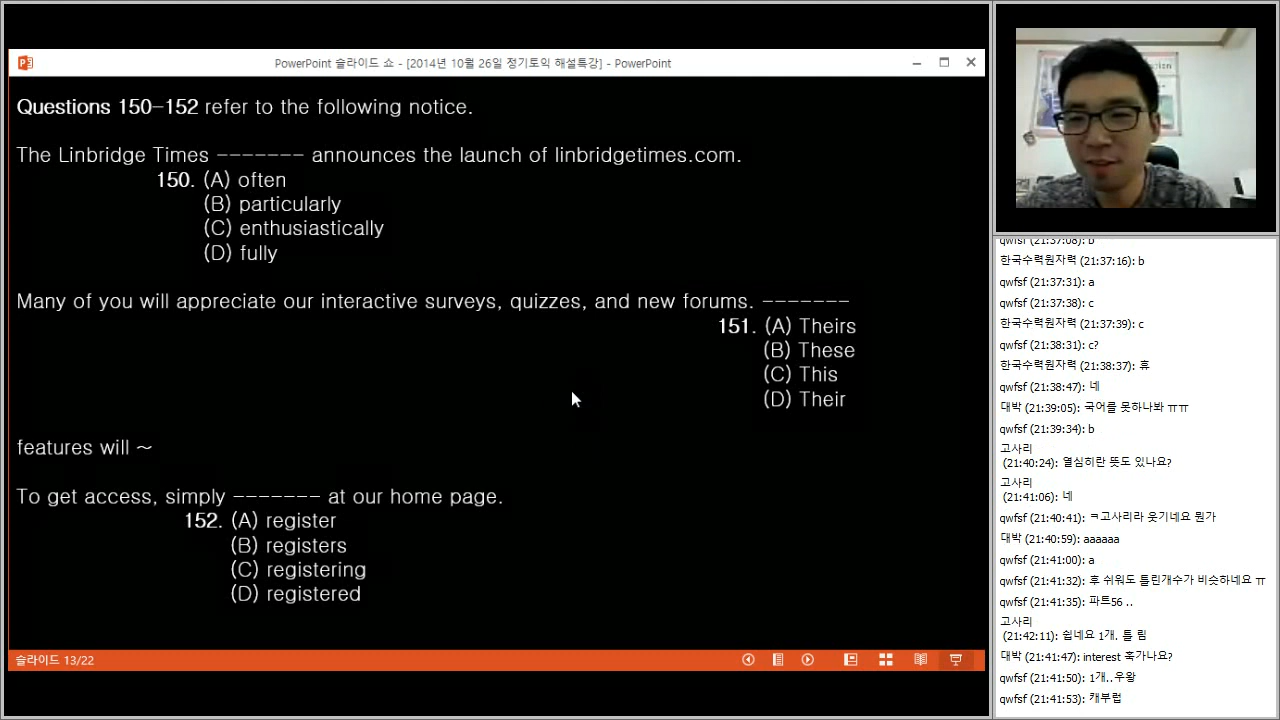 PowerPoint 슬라이드 쇼 - [2014년 10월 26일 정기토익 해설특강] - PowerPoint
Questions 150-152 refer to the following notice.
The Linbridge Times ------- announces the launch of linbridgetimes.com.
150. (A) often
(B) particularly
(C) enthusiastically
(D) fully
Many of you will appreciate our interactive surveys, quizzes, and new forums. -------
151. (A) Theirs
(B) These
(C) This
(D) Their
features will ~
To get access, simply ------- at our home page.
152. (A) register
(B) registers
(C) registering
(D) registered
슬라이드 13/22
qwfsf (21:37:08): b
한국수력원자력 (21:37:16): b
qwfsf (21:37:31): a
qwfsf (21:37:38): c
한국수력원자력 (21:37:39): c
qwfsf (21:38:31): c?
한국수력원자력 (21:38:37): 휴
qwfsf (21:38:47): 네
대박 (21:39:05): 국어를 못하나봐 ㅠㅠ
qwfsf (21:39:34): b
고사리
(21:40:24): 열심히란 뜻도 있나요?
고사리
(21:41:06): 네
qwfsf (21:40:41): ㅋ고사리라 웃기네요 뭔가
대박 (21:40:59): aaaaaa
qwfsf (21:41:00): a
qwfsf (21:41:32): 후 쉬워도 틀린개수가 비슷하네요 ㅠ
qwfsf (21:41:35): 파트56 ..
고사리
(21:42:11): 쉽네요 1개. 틀 림
대박 (21:41:47): interest 혹가나요?
qwfsf (21:41:50): 1개..우왕
qwfsf (21:41:53): 캐부럽